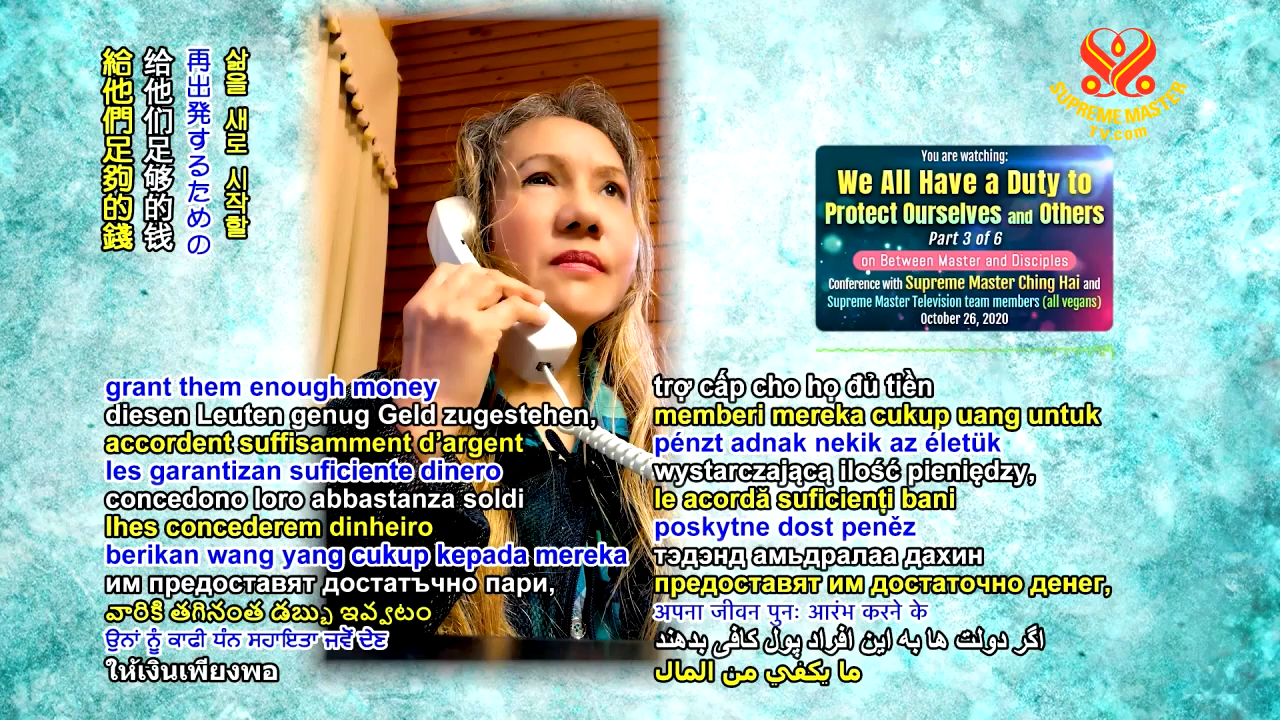 삶을 새로 시작할
再出発するための
给他们足够的钱
給他們足夠的錢
SUPREME MASTER
TV.com
You are watching:
We All Have a Duty to
Protect Ourselves and Others
Part 3 of 6
on Between Master and Disciples
Conference with Supreme Master Ching Hai and
Supreme Master Television team members (all vegans)
October 26, 2020
grant them enough money
diesen Leuten genug Geld zugestehen,
accordent suffisamment d’argent
les garantizan suficiente dinero
concedono loro abbastanza soldi
lhes concederem dinheiro
berikan wang yang cukup kepada mereka
им предоставят достатъчно пари,
వారికి తగినంత డబ్బు ఇవ్వటం
ਉਨਾਂ ਨੂੰ ਕਾਫੀ ਧੰਨ ਸਹਾਇਤਾ ਜਵੋਂ ਦੇਣ
ให้เงินเพียงพอ
trợ cấp cho họ đủ tiền
memberi mereka cukup uang untuk
pénzt adnak nekik az életük
wystarczającą ilość pieniędzy,
le acordă suficienți bani
poskytne dost peněz
тэдэнд амьдралаа дахин
предоставят им достаточно денег,
अपना जीवन पुनः आरंभ करने के
اگر دولت ها به این افراد پول کافی بدهند
ما يكفي من المال